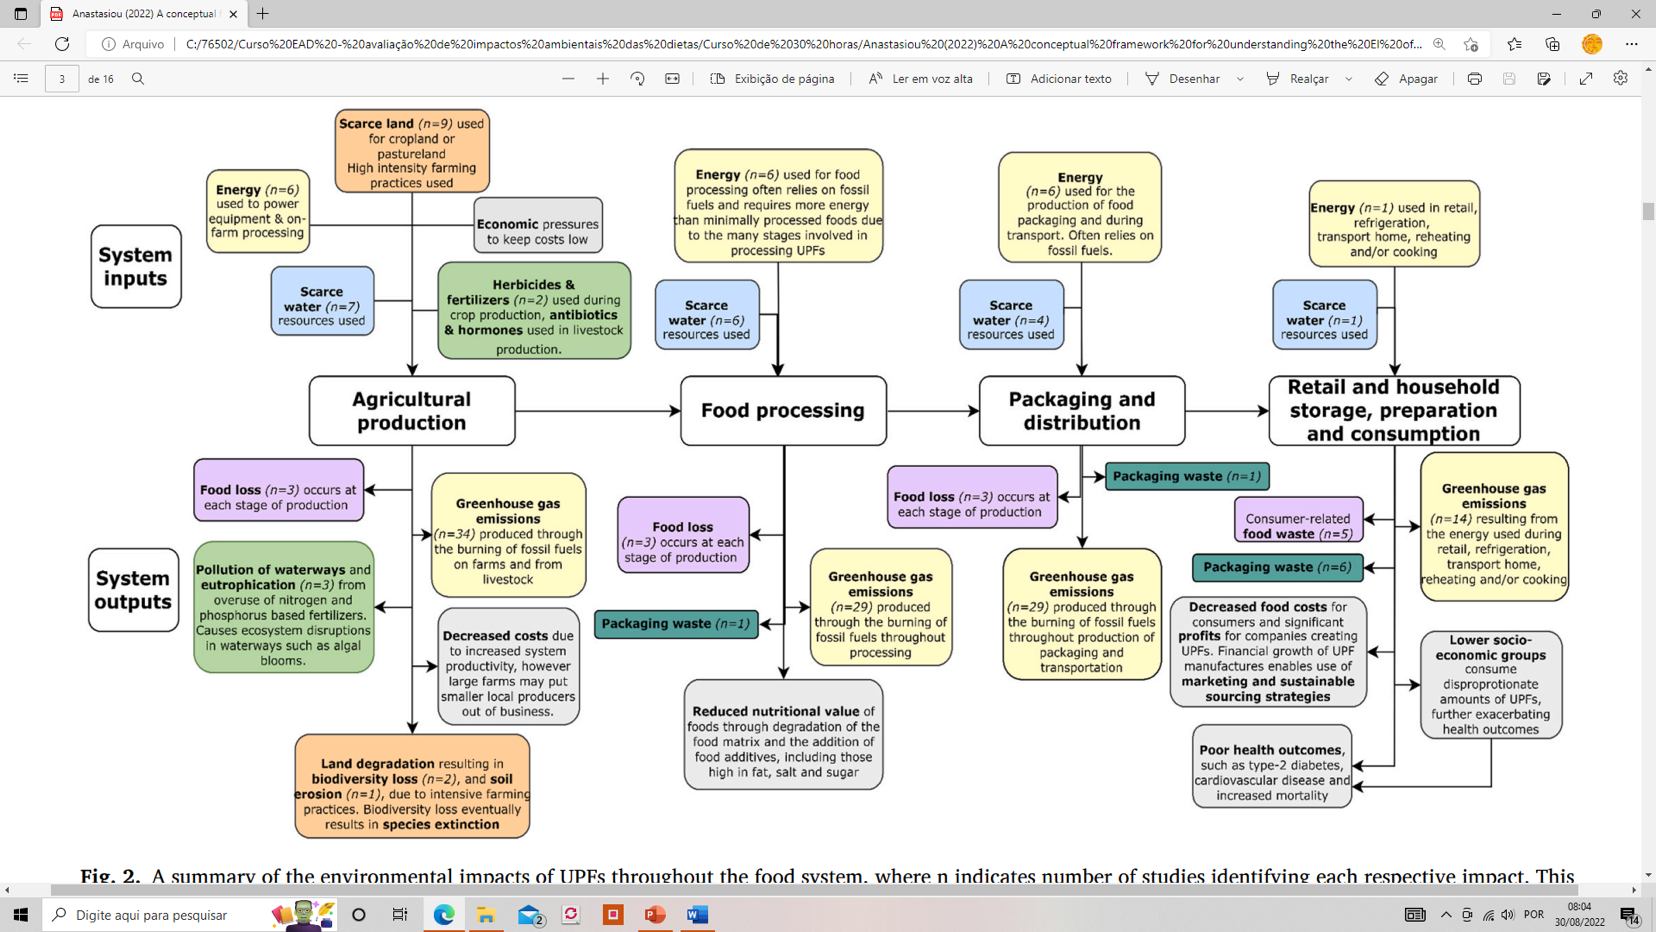 Anastasiou (2022) A conceptual f
Arquivo
C:/76502/Curso%20EAD%20-%20avaliação%20de%20impactos%20ambientais%20das%20dietas/Curso%20de%2030%20horas/Anastasiou%20(2022)%20A%20conceptual%20framework%20for%20understanding%20the%20EI%20of...
3
de 16
Exibição de página
Ler em voz alta
Adicionar texto
Desenhar
Realçar
Apagar
System
inputs
Energy (n=6)
used to power
equipment & on-
farm processing
Scarce land (n=9) used
for cropland or
pastureland
High intensity farming
practices used
Economic pressures
to keep costs low
Scarce
water (n=7)
resources used
Herbicides &
fertilizers (n=2) used during
crop production, antibiotics
& hormones used in livestock
production.
Energy (n=6) used for food
processing often relies on fossil
fuels and requires more energy
than minimally processed foods due
to the many stages involved in
processing UPFs
Scarce
water (n=6)
resources used
Energy
(n=6) used for the
production of food
packaging and during
transport. Often relies on
fossil fuels.
Scarce
water (n=4)
resources used
Energy (n=1) used in retail,
refrigeration,
transport home, reheating
and/or cooking
Scarce
water (n=1)
resources used
Agricultural
production
Food processing
Packaging and
distribution
Retail and household
storage, preparation
and consumption
System
outputs
Food loss (n=3) occurs at
each stage of production
Greenhouse gas
emissions
(n=34) produced through
the burning of fossil fuels
on farms and from
livestock
Pollution of waterways and
eutrophication (n=3) from
overuse of nitrogen and
phosphorus based fertilizers.
Causes ecosystem disruptions
in waterways such as algal
blooms.
Decreased costs due
to increased system
productivity, however
large farms may put
smaller local producers
out of business.
Land degradation resulting in
biodiversity loss (n=2), and soil
erosion (n=1), due to intensive farming
practices. Biodiversity loss eventually
results in species extinction
Food loss
(n=3) occurs at each
stage of production
Packaging waste (n=1)
Greenhouse gas
emissions
(n=29) produced
through the burning of
fossil fuels throughout
processing
Reduced nutritional value of
foods through degradation of the
food matrix and the addition of
food additives, including those
high in fat, salt and sugar
Food loss (n=3) occurs at
each stage of production
Packaging waste (n=1)
Greenhouse gas
emissions
(n=29) produced through
the burning of fossil fuels
throughout production of
packaging and
transportation
Consumer-related
food waste (n=5)
Packaging waste (n=6)
Greenhouse gas
emissions
(n=14) resulting from
the energy used during
retail, refrigeration,
transport home,
reheating and/or cooking
Decreased food costs for
consumers and significant
profits for companies creating
UPFs. Financial growth of UPF
manufactures enables use of
marketing and sustainable
sourcing strategies
Lower socio-
economic groups
consume
disproprotionate
amounts of UPFs,
further exacerbating
health outcomes
Poor health outcomes,
such as type-2 diabetes,
cardiovascular disease and
increased mortality
Fig. 2. A summary of the environmental impacts of UPFs throughout the food system, where n indicates number of studies identifying each respective impact. This
Digite aqui para pesquisar
2
POR
08:04
30/08/2022
14